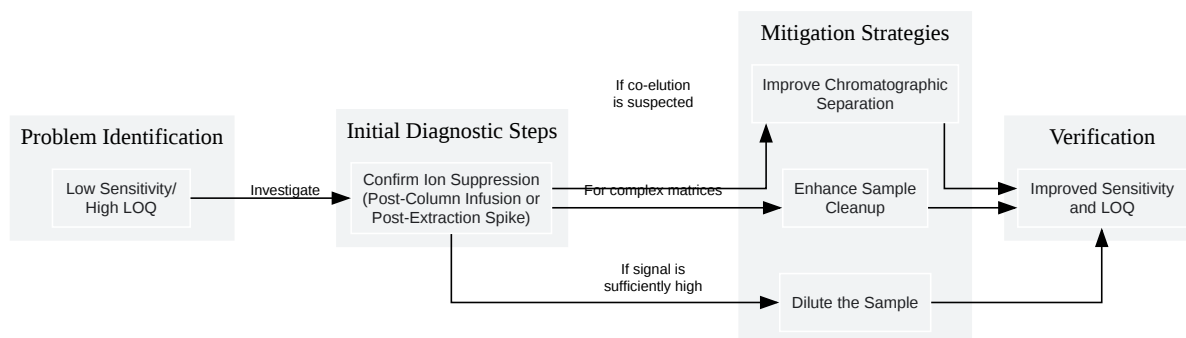 Problem Identification
Low Sensitivity/
High LOQ
Investigate
Initial Diagnostic Steps
Confirm Ion Suppression
(Post-Column Infusion or
Post-Extraction Spike)
If co-elution
is suspected
For complex matrices
If signal is
sufficiently high
Mitigation Strategies
Improve Chromatographic
Separation
Enhance Sample
Cleanup
Dilute the Sample
Verification
Improved Sensitivity
and LOQ